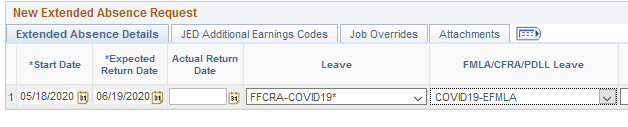 New Extended Absence Request
Extended Absence Details
JED Additional Earnings Codes
Job Overrides
Attachments
*Start Date
*Expected Return Date
Actual Return Date
Leave
FMLA/CFRA/PDLL Leave
1
05/18/2020
06/19/2020
FFCRA-COVID19*
COVID19-EFMLA